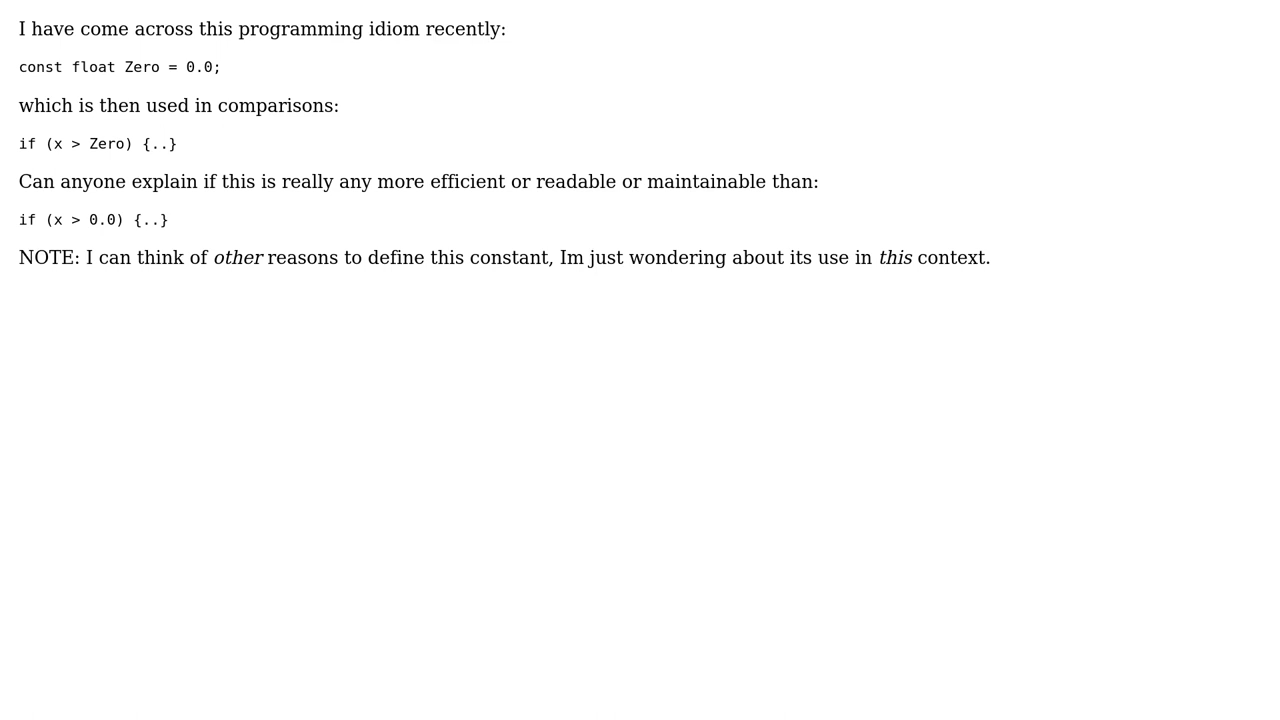 I have come across this programming idiom recently:
const float Zero = 0.0;
which is then used in comparisons:
if (x > Zero) {..}
Can anyone explain if this is really any more efficient or readable or maintainable than:
if (x > 0.0) {..}
NOTE: I can think of other reasons to define this constant, Im just wondering about its use in this context.